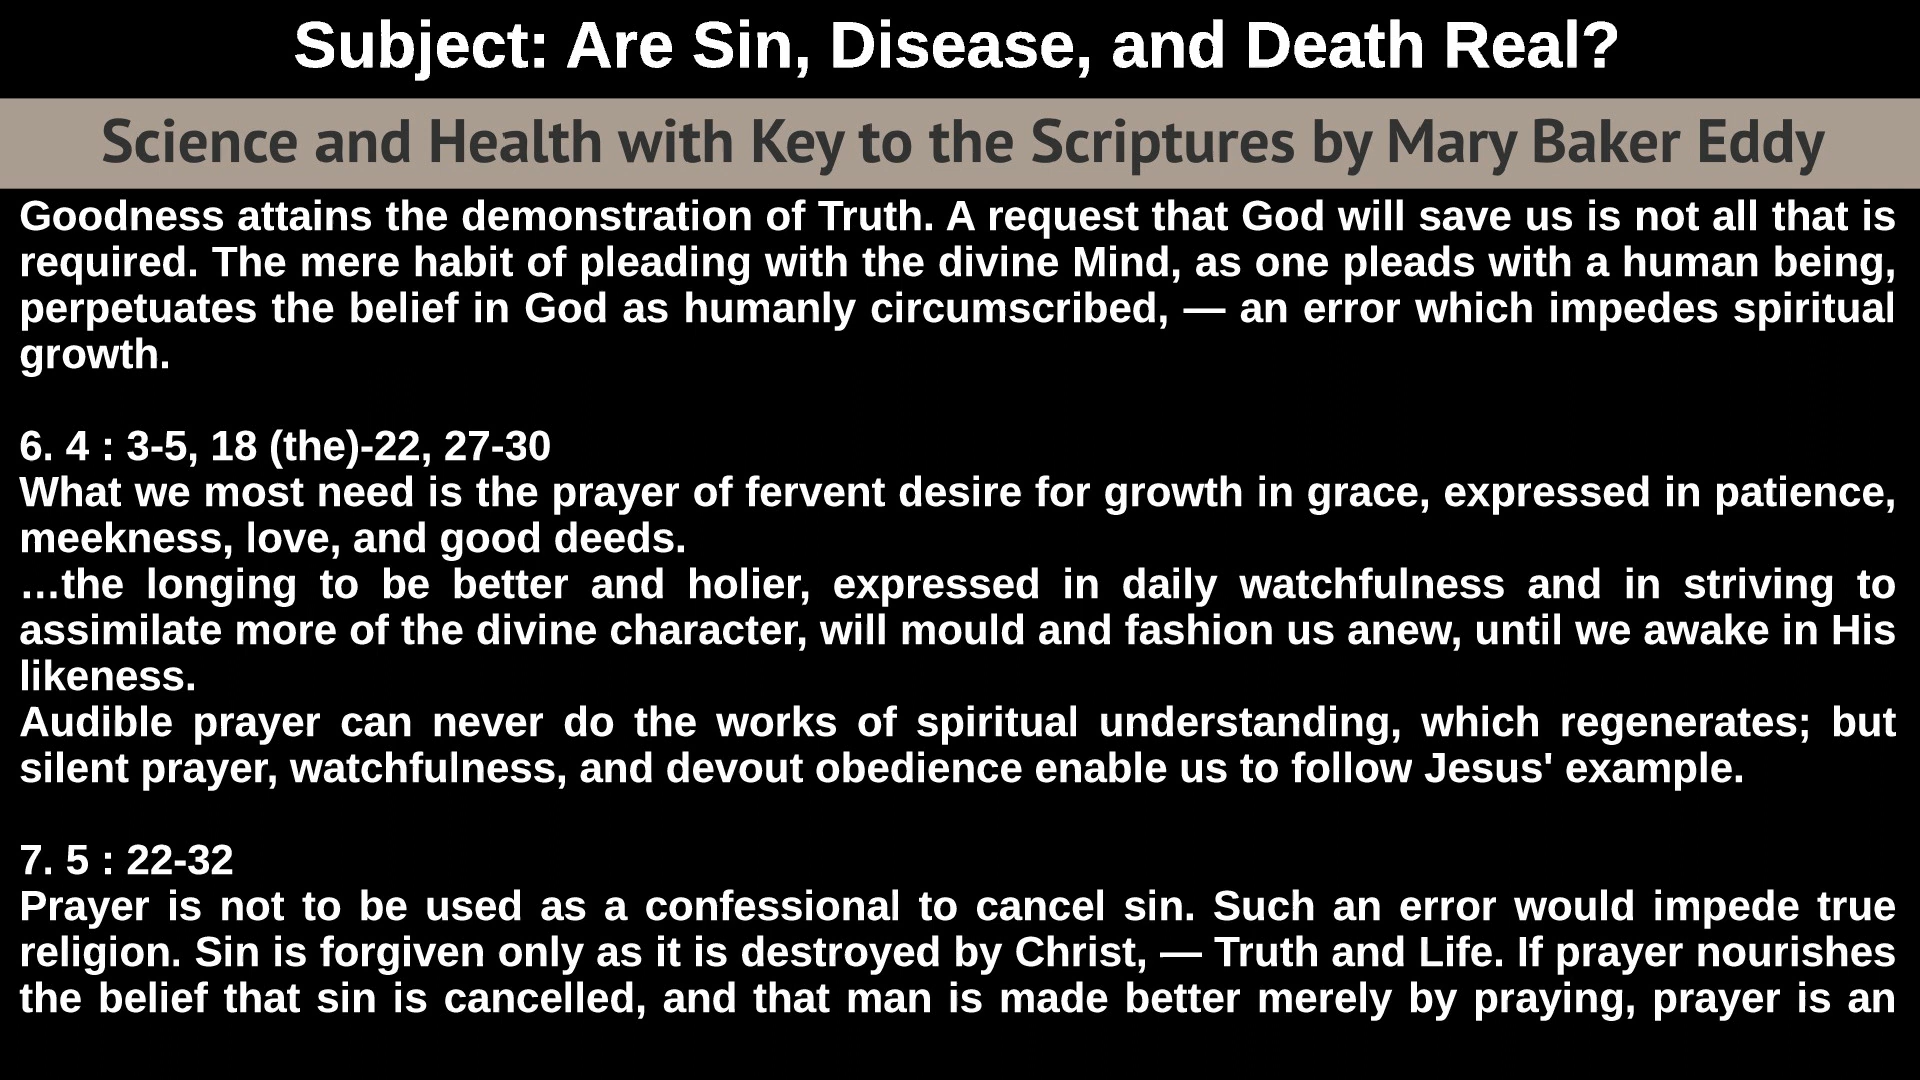 Subject: Are Sin, Disease, and Death Real?
Science and Health with Key to the Scriptures by Mary Baker Eddy
Goodness attains the demonstration of Truth. A request that God will save us is not all that is
required. The mere habit of pleading with the divine Mind, as one pleads with a human being,
perpetuates the belief in God as humanly circumscribed, — an error which impedes spiritual
growth.
6. 4 : 3-5, 18 (the)-22, 27-30
What we most need is the prayer of fervent desire for growth in grace, expressed in patience,
meekness, love, and good deeds.
…the longing to be better and holier, expressed in daily watchfulness and in striving to
assimilate more of the divine character, will mould and fashion us anew, until we awake in His
likeness.
Audible prayer can never do the works of spiritual understanding, which regenerates; but
silent prayer, watchfulness, and devout obedience enable us to follow Jesus' example.
7. 5 : 22-32
Prayer is not to be used as a confessional to cancel sin. Such an error would impede true
religion. Sin is forgiven only as it is destroyed by Christ, — Truth and Life. If prayer nourishes
the belief that sin is cancelled, and that man is made better merely by praying, prayer is an